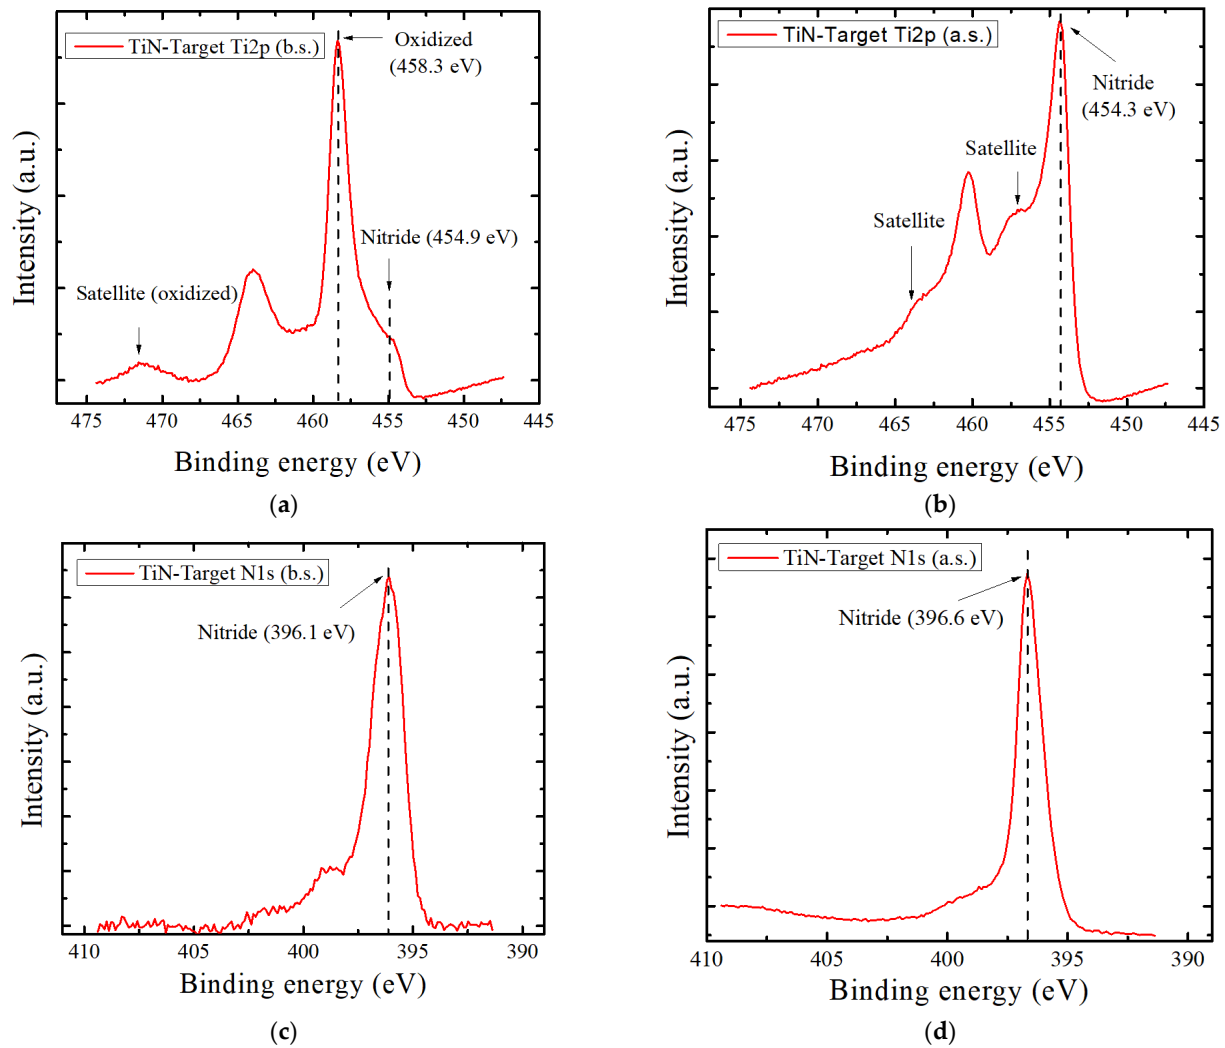 TiN-Target Ti2p (b.s.)
Oxidized
(458.3 eV)
Nitride (454.9 eV)
Satellite (oxidized)
Intensity (a.u.)
475 470 465 460 455 450 445
Binding energy (eV)
(a)
TiN-Target Ti2p (a.s.)
Nitride
(454.3 eV)
Satellite
Satellite
Intensity (a.u.)
475 470 465 460 455 450 445
Binding energy (eV)
(b)
TiN-Target N1s (b.s.)
Nitride (396.1 eV)
Intensity (a.u.)
410 405 400 395 390
Binding energy (eV)
(c)
TiN-Target N1s (a.s.)
Nitride (396.6 eV)
Intensity (a.u.)
410 405 400 395 390
Binding energy (eV)
(d)